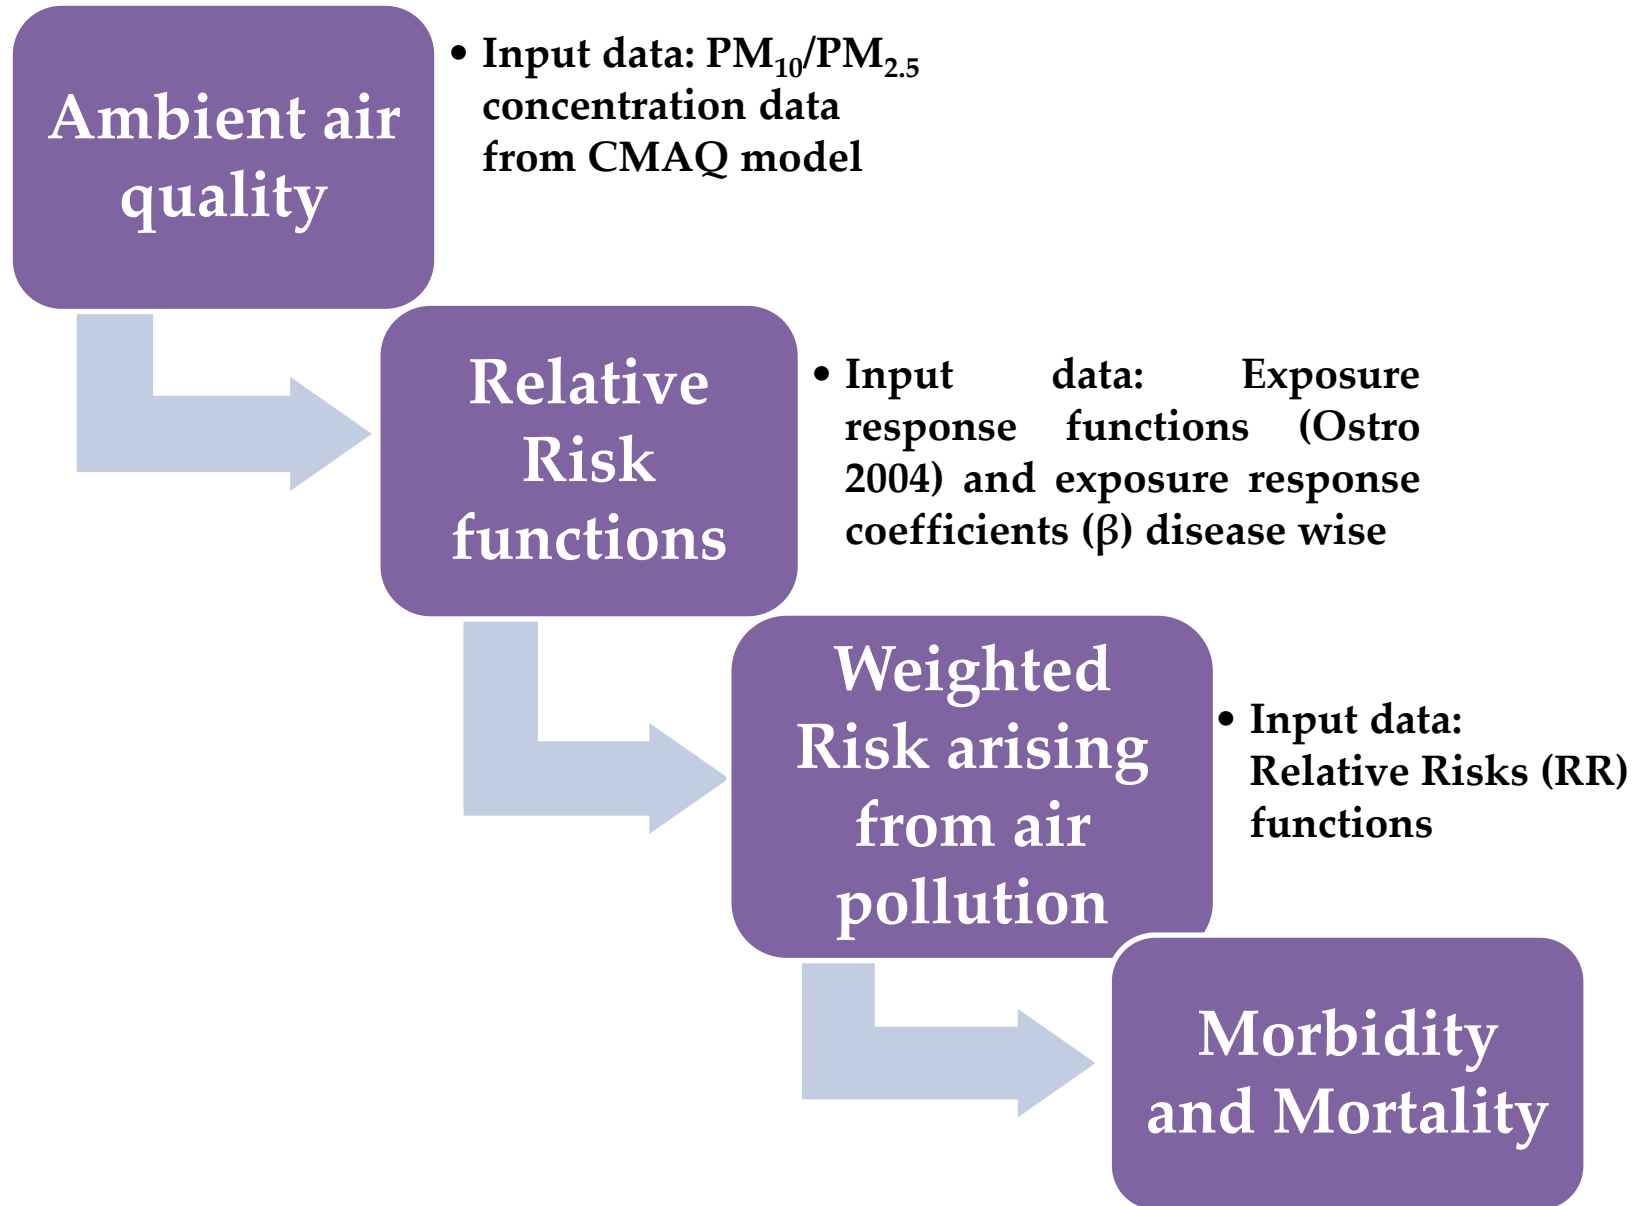 Ambient air
quality
• Input data: PM₁₀/PM₂.₅
concentration data
from CMAQ model
Relative
Risk
functions
• Input data: Exposure
response functions (Ostro
2004) and exposure response
coefficients (β) disease wise
Weighted
Risk arising
from air
pollution
• Input data:
Relative Risks (RR)
functions
Morbidity
and Mortality